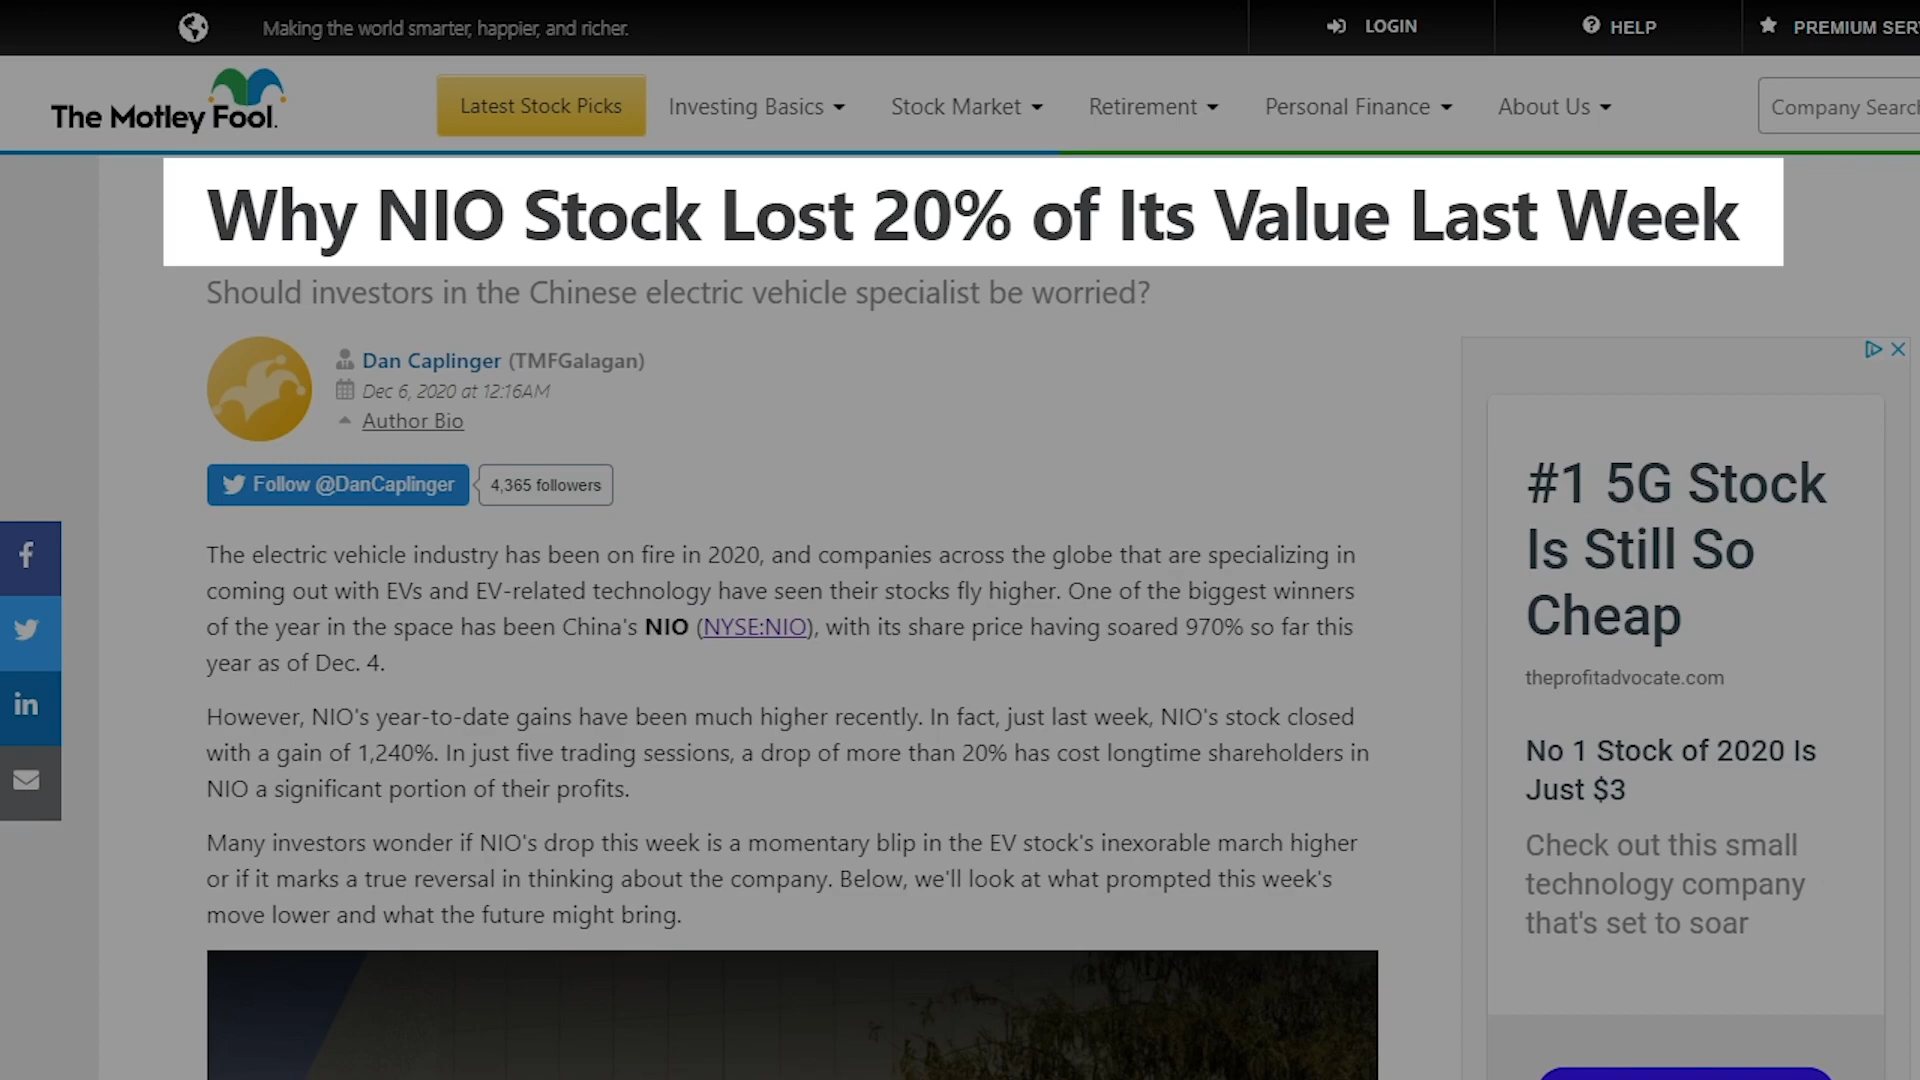 Making the world smarter, happier, and richer.
LOGIN
HELP
PREMIUM SER
The Motley Fool.
Latest Stock Picks
Investing Basics
Stock Market
Retirement
Personal Finance
About Us
Company Search
Why NIO Stock Lost 20% of Its Value Last Week
Should investors in the Chinese electric vehicle specialist be worried?
Dan Caplinger (TMFGalagan)
Dec 6, 2020 at 12:16AM
Author Bio
Follow @DanCaplinger
4,365 followers
The electric vehicle industry has been on fire in 2020, and companies across the globe that are specializing in
coming out with EVs and EV-related technology have seen their stocks fly higher. One of the biggest winners
of the year in the space has been China's NIO (NYSE:NIO), with its share price having soared 970% so far this
year as of Dec. 4.
However, NIO's year-to-date gains have been much higher recently. In fact, just last week, NIO's stock closed
with a gain of 1,240%. In just five trading sessions, a drop of more than 20% has cost longtime shareholders in
NIO a significant portion of their profits.
Many investors wonder if NIO's drop this week is a momentary blip in the EV stock's inexorable march higher
or if it marks a true reversal in thinking about the company. Below, we'll look at what prompted this week's
move lower and what the future might bring.
#1 5G Stock
Is Still So
Cheap
theprofitadvocate.com
No 1 Stock of 2020 Is
Just $3
Check out this small
technology company
that's set to soar